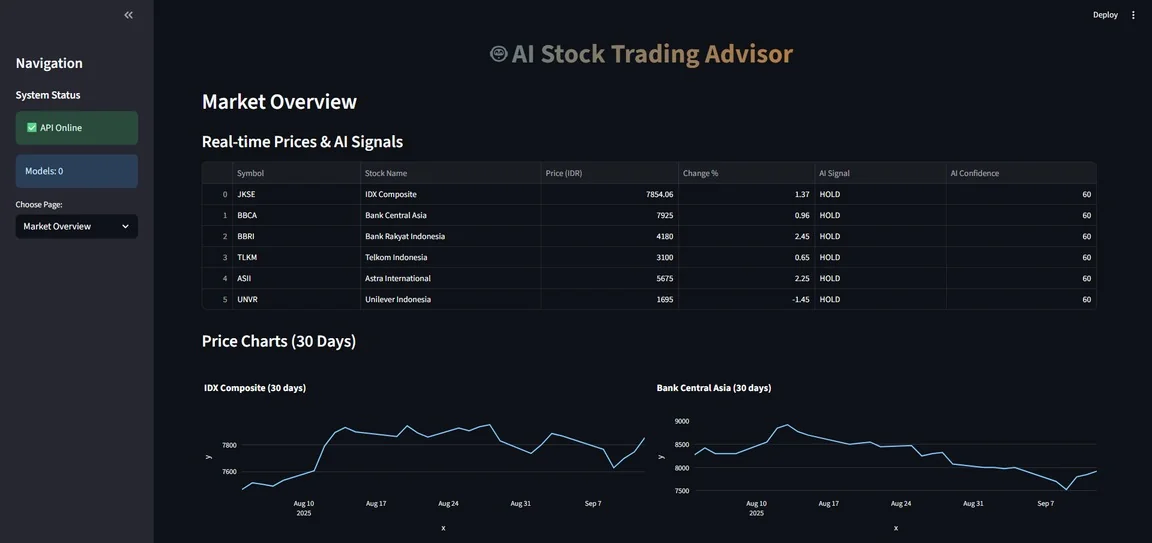 Deploy
Navigation
System Status
✅ API Online
Models: 0
Choose Page:
Market Overview
AI Stock Trading Advisor
Market Overview
Real-time Prices & AI Signals
Symbol Stock Name Price (IDR) Change % AI Signal AI Confidence
0 JKSE IDX Composite 7854.06 1.37 HOLD 60
1 BBCA Bank Central Asia 7925 0.96 HOLD 60
2 BBRI Bank Rakyat Indonesia 4180 2.45 HOLD 60
3 TLKM Telkom Indonesia 3100 0.65 HOLD 60
4 ASII Astra International 5675 2.25 HOLD 60
5 UNVR Unilever Indonesia 1695 -1.45 HOLD 60
Price Charts (30 Days)
IDX Composite (30 days)
7800
7600
y
Aug 10 Aug 17 Aug 24 Aug 31 Sep 7
2025
x
Bank Central Asia (30 days)
9000
8500
8000
7500
y
Aug 10 Aug 17 Aug 24 Aug 31 Sep 7
2025
x